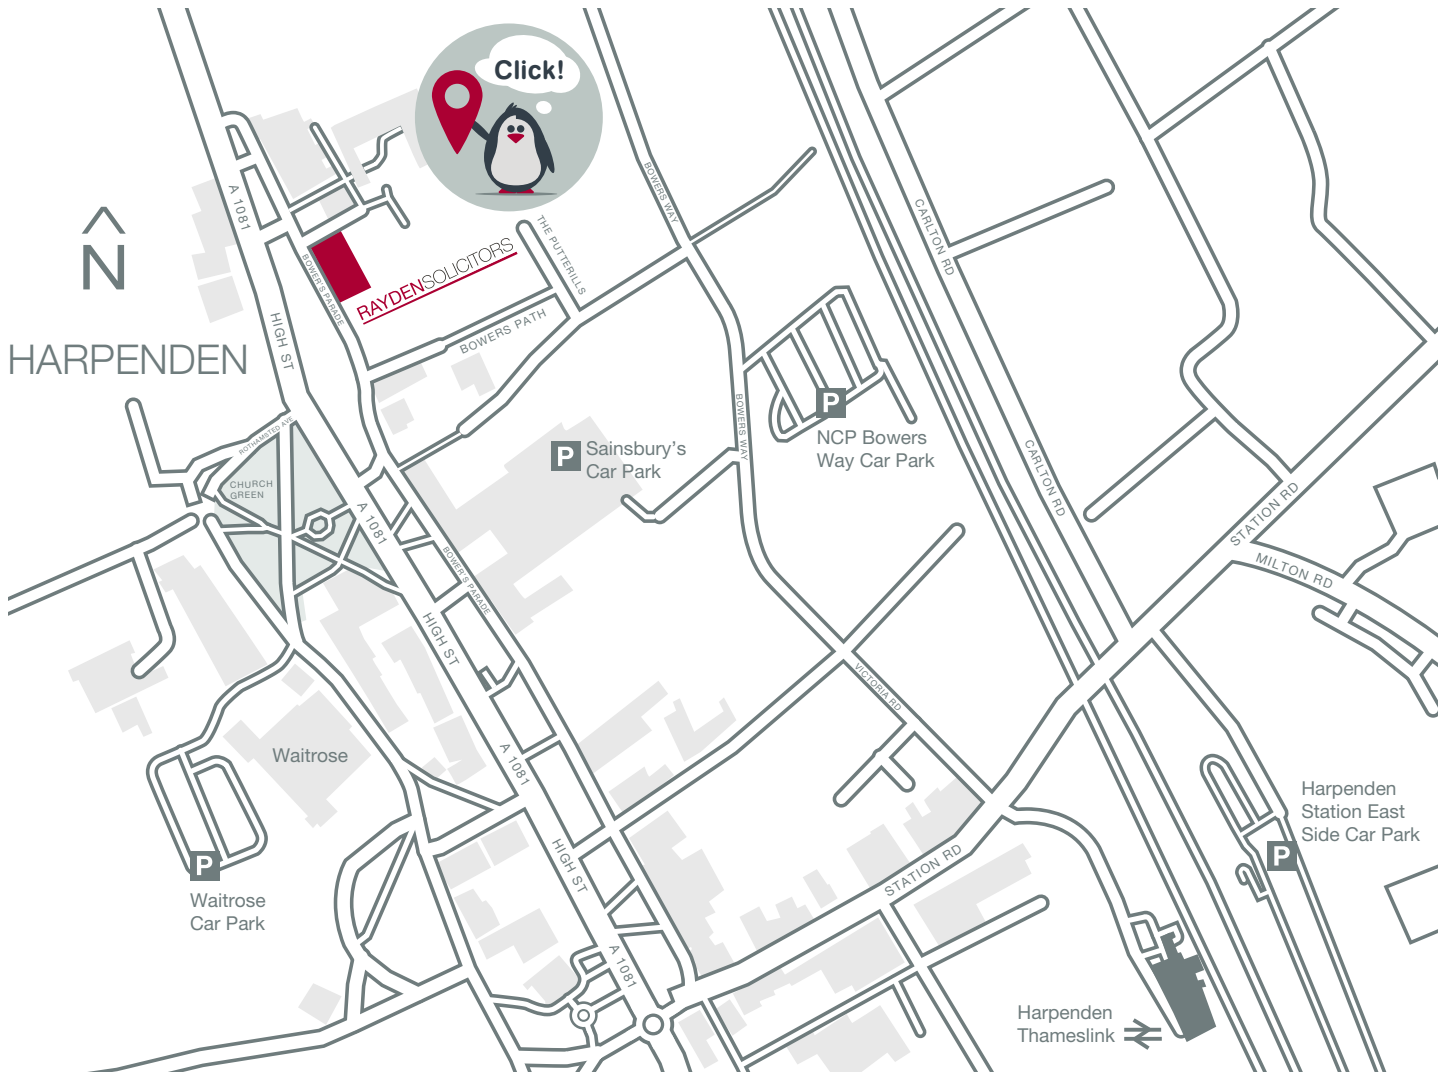 Click!
BOWERS WAY
A 1081
THE PUTTERILLS
CARLTON RD
N
BOWER'S PARADE
RAYDENSOLICITORS
HIGH ST
BOWERS PATH
HARPENDEN
ROTHAMSTED AVE
BOWERS WAY
P
NCP Bowers
Way Car Park
P
Sainsbury's
Car Park
CHURCH
GREEN
CARLTON RD
A 1081
STATION RD
BOWER'S PARADE
MILTON RD
HIGH ST
VICTORIA RD
Waitrose
A 1081
Harpenden
Station East
Side Car Park
P
P
HIGH ST
STATION RD
Waitrose
Car Park
A 1081
Harpenden
Thameslink